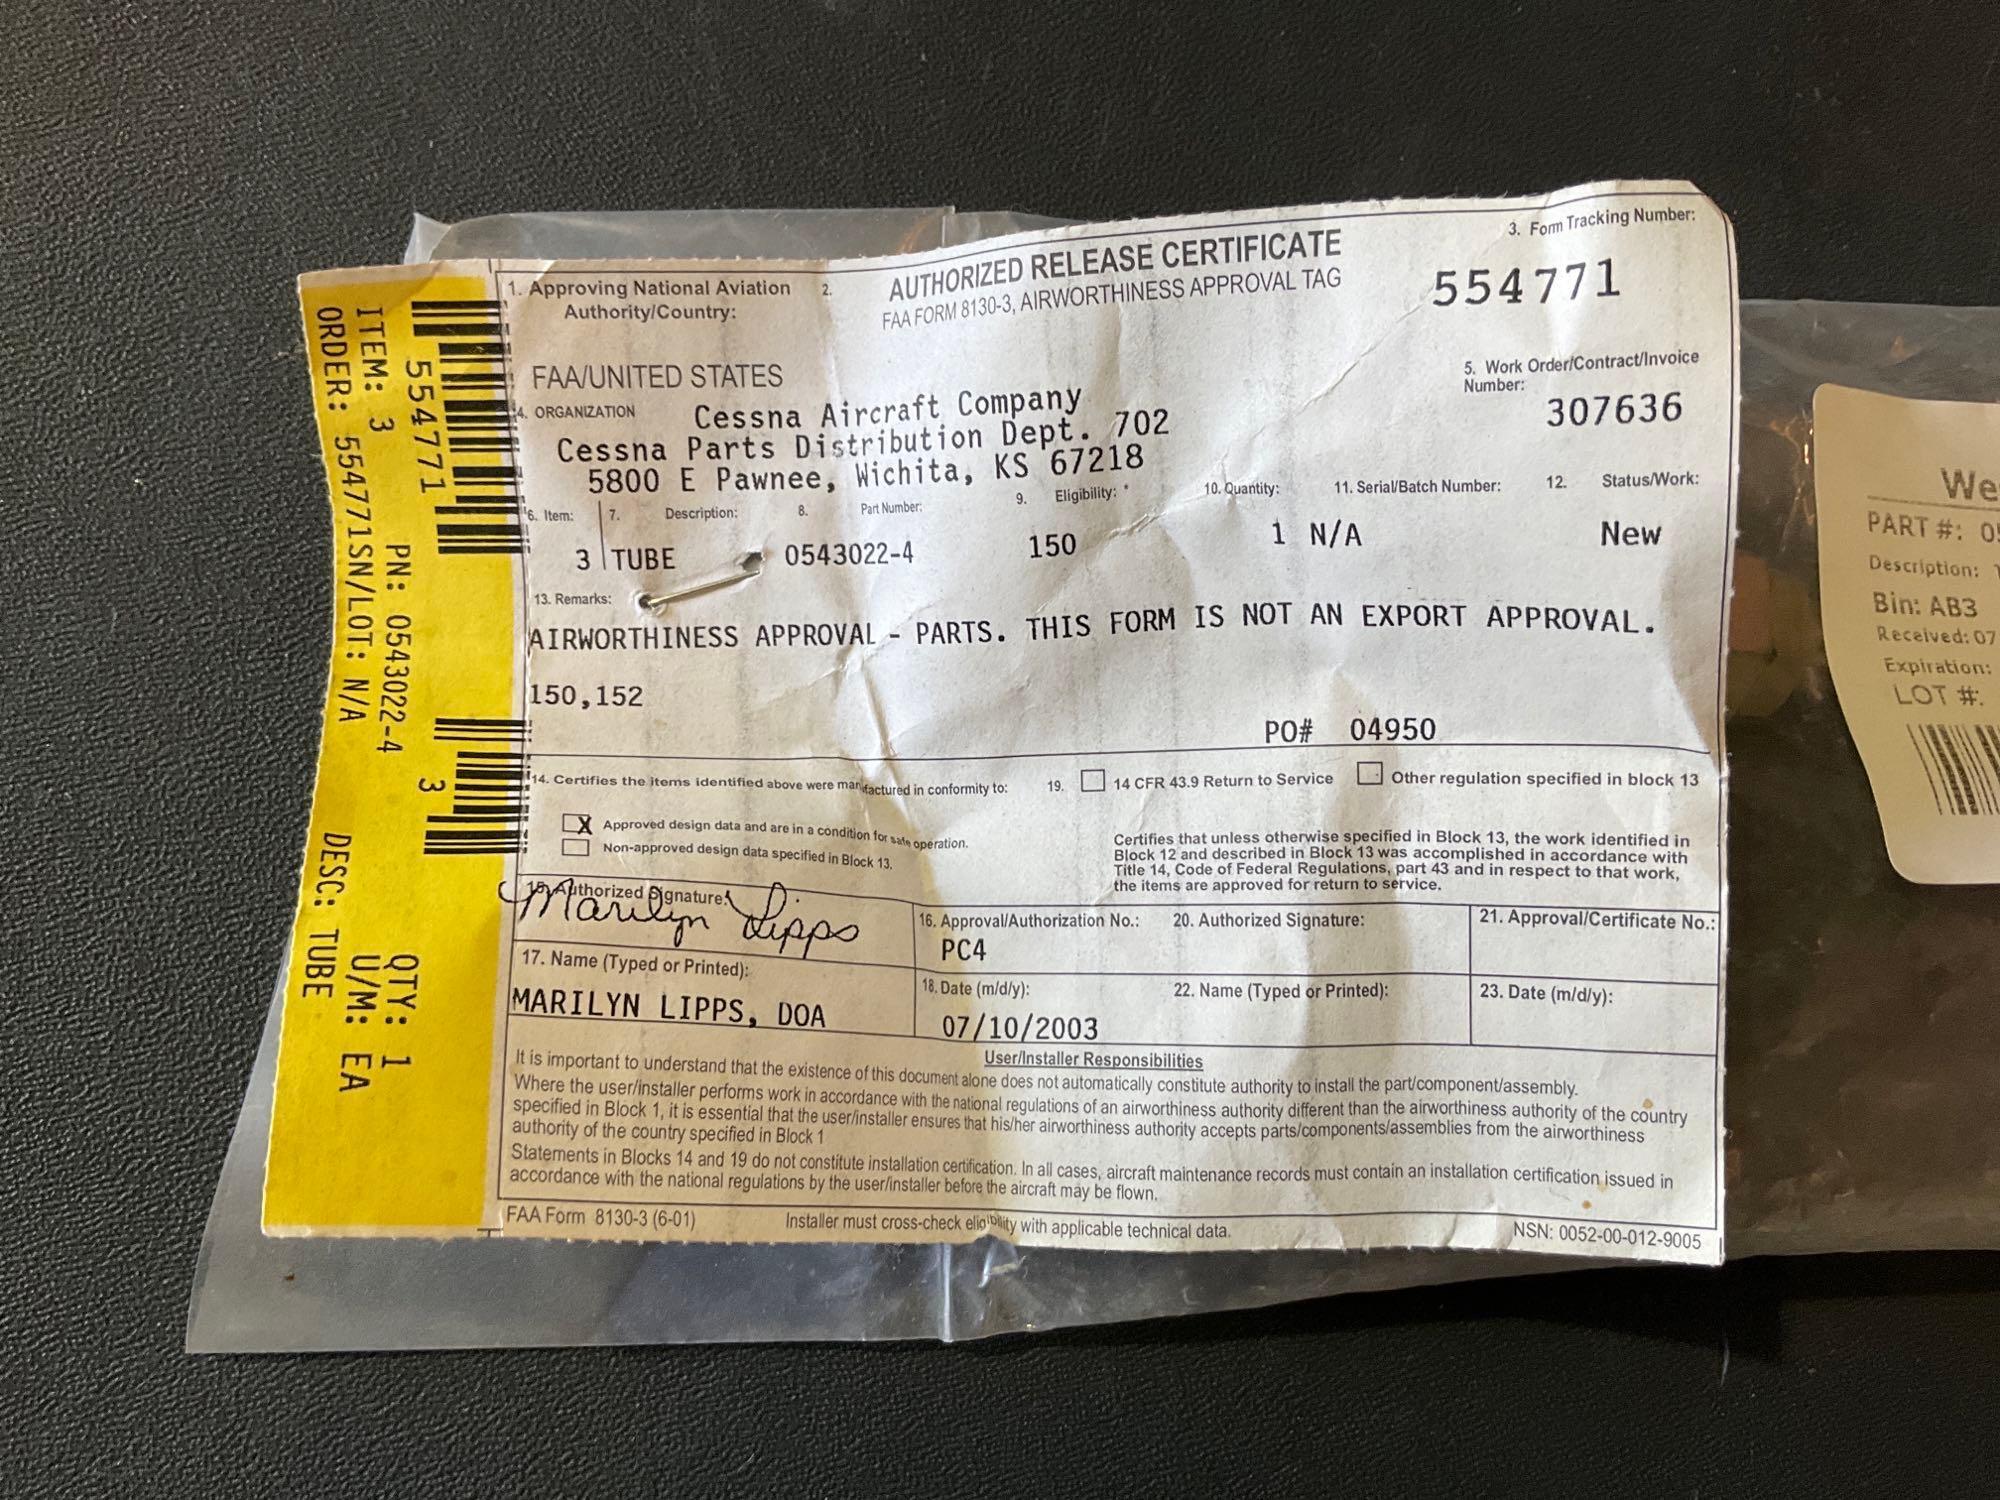 1. Approving National Aviation Authority/Country:
FAA/UNITED STATES
2. AUTHORIZED RELEASE CERTIFICATE
FAA FORM 8130-3, AIRWORTHINESS APPROVAL TAG
3. Form Tracking Number:
554771
4. ORGANIZATION
Cessna Aircraft Company
Cessna Parts Distribution Dept. 702
5800 E Pawnee, Wichita, KS 67218
5. Work Order/Contract/Invoice
Number:
307636
6. Item: 7. Description: 8. Part Number: 9. Eligibility: * 10. Quantity: 11. Serial/Batch Number: 12. Status/Work:
3 TUBE 0543022-4 150 1 N/A New
13. Remarks:
AIRWORTHINESS APPROVAL - PARTS. THIS FORM IS NOT AN EXPORT APPROVAL.
150,152
PO# 04950
14. Certifies the items identified above were manufactured in conformity to:
X Approved design data and are in a condition for safe operation.
Non-approved design data specified in Block 13.
19. 14 CFR 43.9 Return to Service Other regulation specified in block 13
Certifies that unless otherwise specified in Block 13, the work identified in
Block 12 and described in Block 13 was accomplished in accordance with
Title 14, Code of Federal Regulations, part 43 and in respect to that work,
the items are approved for return to service.
15. Authorized Signature:
Marilyn Lipps
16. Approval/Authorization No.:
PC4
20. Authorized Signature:
21. Approval/Certificate No.:
17. Name (Typed or Printed):
MARILYN LIPPS, DOA
18. Date (m/d/y):
07/10/2003
22. Name (Typed or Printed):
23. Date (m/d/y):
User/Installer Responsibilities
It is important to understand that the existence of this document alone does not automatically constitute authority to install the part/component/assembly.
Where the user/installer performs work in accordance with the national regulations of an airworthiness authority different than the airworthiness authority of the country
specified in Block 1, it is essential that the user/installer ensures that his/her airworthiness authority accepts parts/components/assemblies from the airworthiness
authority of the country specified in Block 1
Statements in Blocks 14 and 19 do not constitute installation certification. In all cases, aircraft maintenance records must contain an installation certification issued in
accordance with the national regulations by the user/installer before the aircraft may be flown.
FAA Form 8130-3 (6-01) Installer must cross-check eligibility with applicable technical data. NSN: 0052-00-012-9005
554771 3
ITEM: 3 PN: 0543022-4 QTY: 1
ORDER: 554771SN/LOT: N/A U/M: EA
DESC: TUBE
PART #:
Description:
Bin: AB3
Received: 07
Expiration:
LOT #: